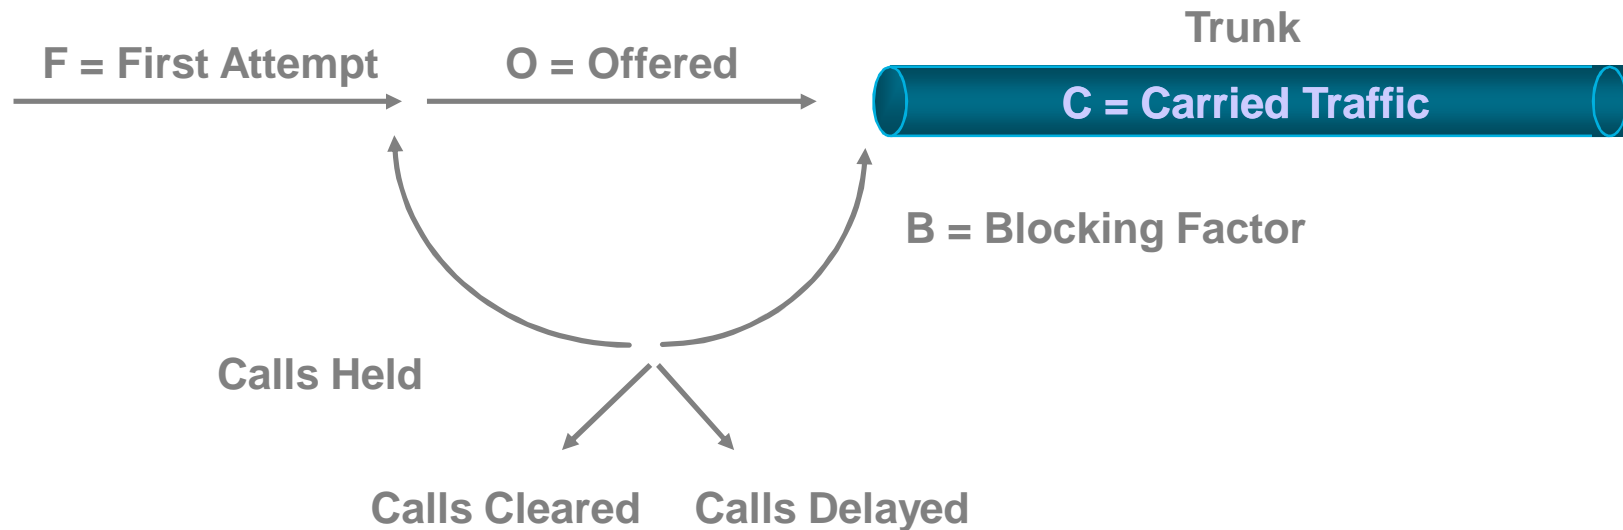 Trunk
F = First Attempt
O = Offered
C = Carried Traffic
B = Blocking Factor
Calls Held
Calls Cleared
Calls Delayed